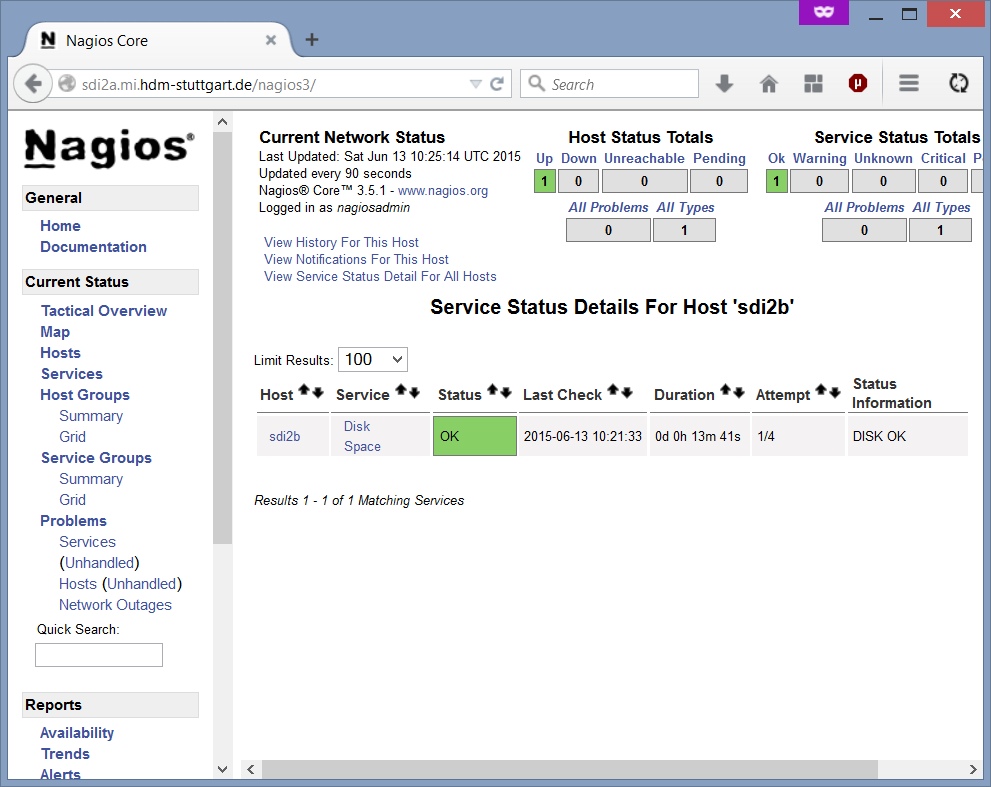 Nagios Core
sdi2a.mi.hdm-stuttgart.de/nagios3/
Search
Nagios®
General
Home
Documentation
Current Status
Tactical Overview
Map
Hosts
Services
Host Groups
Summary
Grid
Service Groups
Summary
Grid
Problems
Services
(Unhandled)
Hosts (Unhandled)
Network Outages
Quick Search:
Reports
Availability
Trends
Alerts
Current Network Status
Last Updated: Sat Jun 13 10:25:14 UTC 2015
Updated every 90 seconds
Nagios® Core™ 3.5.1 - www.nagios.org
Logged in as nagiosadmin
View History For This Host
View Notifications For This Host
View Service Status Detail For All Hosts
Host Status Totals
Up Down Unreachable Pending
1 0 0 0
All Problems All Types
0 1
Service Status Totals
Ok Warning Unknown Critical P
1 0 0 0
All Problems All Types
0 1
Service Status Details For Host 'sdi2b'
Limit Results: 100
Host Service Status Last Check Duration Attempt Status Information
sdi2b Disk Space OK 2015-06-13 10:21:33 0d 0h 13m 41s 1/4 DISK OK
Results 1 - 1 of 1 Matching Services